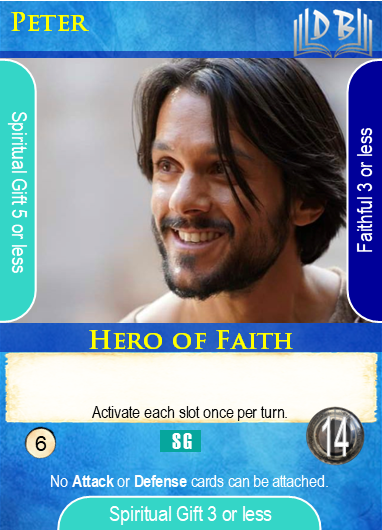 PETER
DB
Spiritual Gift 5 or less
Faithful 3 or less
HERO OF FAITH
Activate each slot once per turn.
6
SG
14
No Attack or Defense cards can be attached.
Spiritual Gift 3 or less